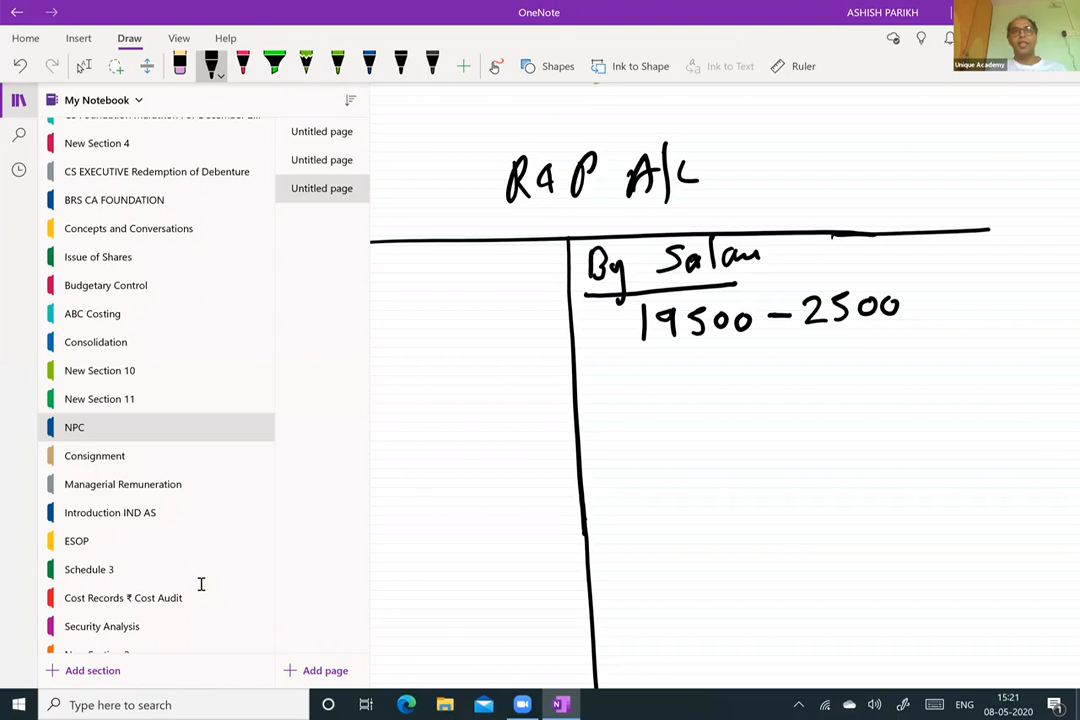 OneNote
ASHISH PARIKH
Home
Insert
Draw
View
Help
Shapes
Ink to Shape
Ink to Text
Ruler
Unique Academy
My Notebook
New Section 4
CS EXECUTIVE Redemption of Debenture
BRS CA FOUNDATION
Concepts and Conversations
Issue of Shares
Budgetary Control
ABC Costing
Consolidation
New Section 10
New Section 11
NPC
Consignment
Managerial Remuneration
Introduction IND AS
ESOP
Schedule 3
Cost Records ₹ Cost Audit
Security Analysis
Add section
Untitled page
Untitled page
Untitled page
Add page
R & P A/C
By Salary
19500 - 2500
Type here to search
ENG
15:21
08-05-2020
1